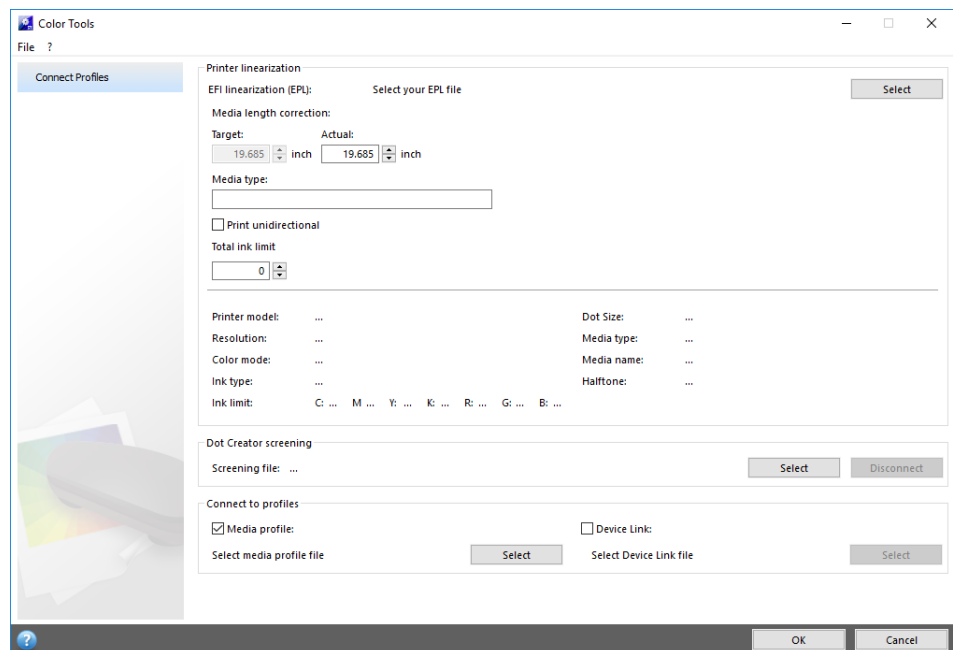 Color Tools
File ?
Connect Profiles
Printer linearization
EFI linearization (EPL): Select your EPL file Select
Media length correction:
Target: Actual:
19.685 inch 19.685 inch
Media type:
Print unidirectional
Total ink limit
0
Printer model: ... Dot Size: ...
Resolution: ... Media type: ...
Color mode: ... Media name: ...
Ink type: ... Halftone: ...
Ink limit: C: ... M ... Y: ... K: ... R: ... G: ... B: ...
Dot Creator screening
Screening file: ... Select Disconnect
Connect to profiles
Media profile: Device Link:
Select media profile file Select Select Device Link file Select
? OK Cancel